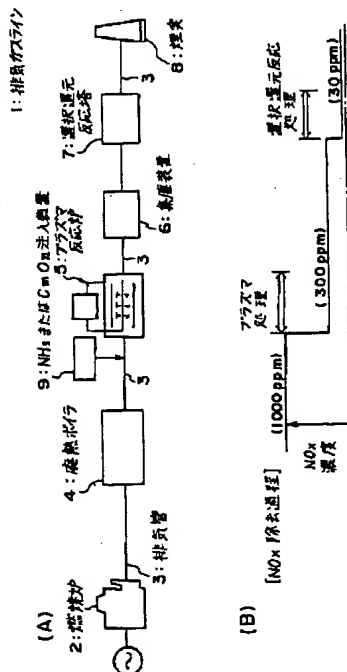 1:排気ガスライン
(A)
2:燃焼炉
3:排気管
4:廃熱ボイラ
3
9:NH3またはCmOn注入装置
5:プラズマ
反応炉
3
6:集塵装置
7:選択還元
反応塔
3
8:煙突
(B)
[NOx除去過程]
NOx
濃度
(1000ppm)
プラズマ
処理
(300ppm)
選択還元反応
処理
(30ppm)